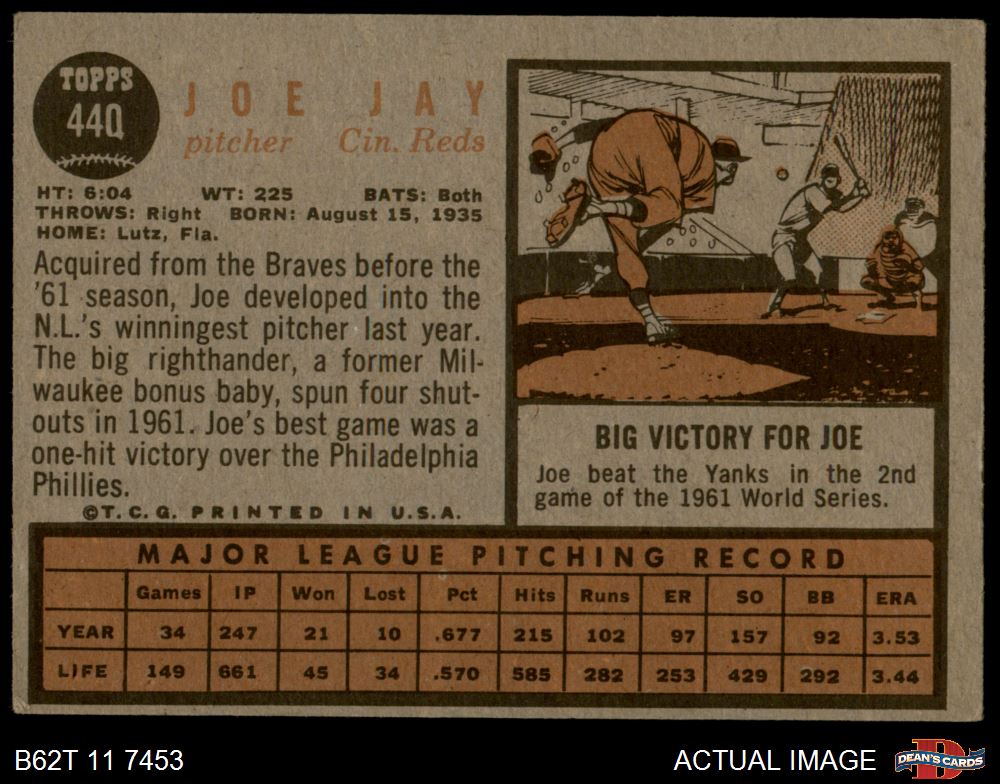 TOPPS
440
JOE JAY
pitcher Cin. Reds
HT: 6:04 WT: 225 BATS: Both
THROWS: Right BORN: August 15, 1935
HOME: Lutz, Fla.
Acquired from the Braves before the
'61 season, Joe developed into the
N.L.'s winningest pitcher last year.
The big righthander, a former Mil-
waukee bonus baby, spun four shut-
outs in 1961. Joe's best game was a
one-hit victory over the Philadelphia
Phillies.
©T.C.G. PRINTED IN U.S.A.
BIG VICTORY FOR JOE
Joe beat the Yanks in the 2nd
game of the 1961 World Series.
MAJOR LEAGUE PITCHING RECORD
Games IP Won Lost Pct Hits Runs ER SO BB ERA
YEAR 34 247 21 10 .677 215 102 97 157 92 3.53
LIFE 149 661 45 34 .570 585 282 253 429 292 3.44
B62T 11 7453
ACTUAL IMAGE
DEAN'S CARDS